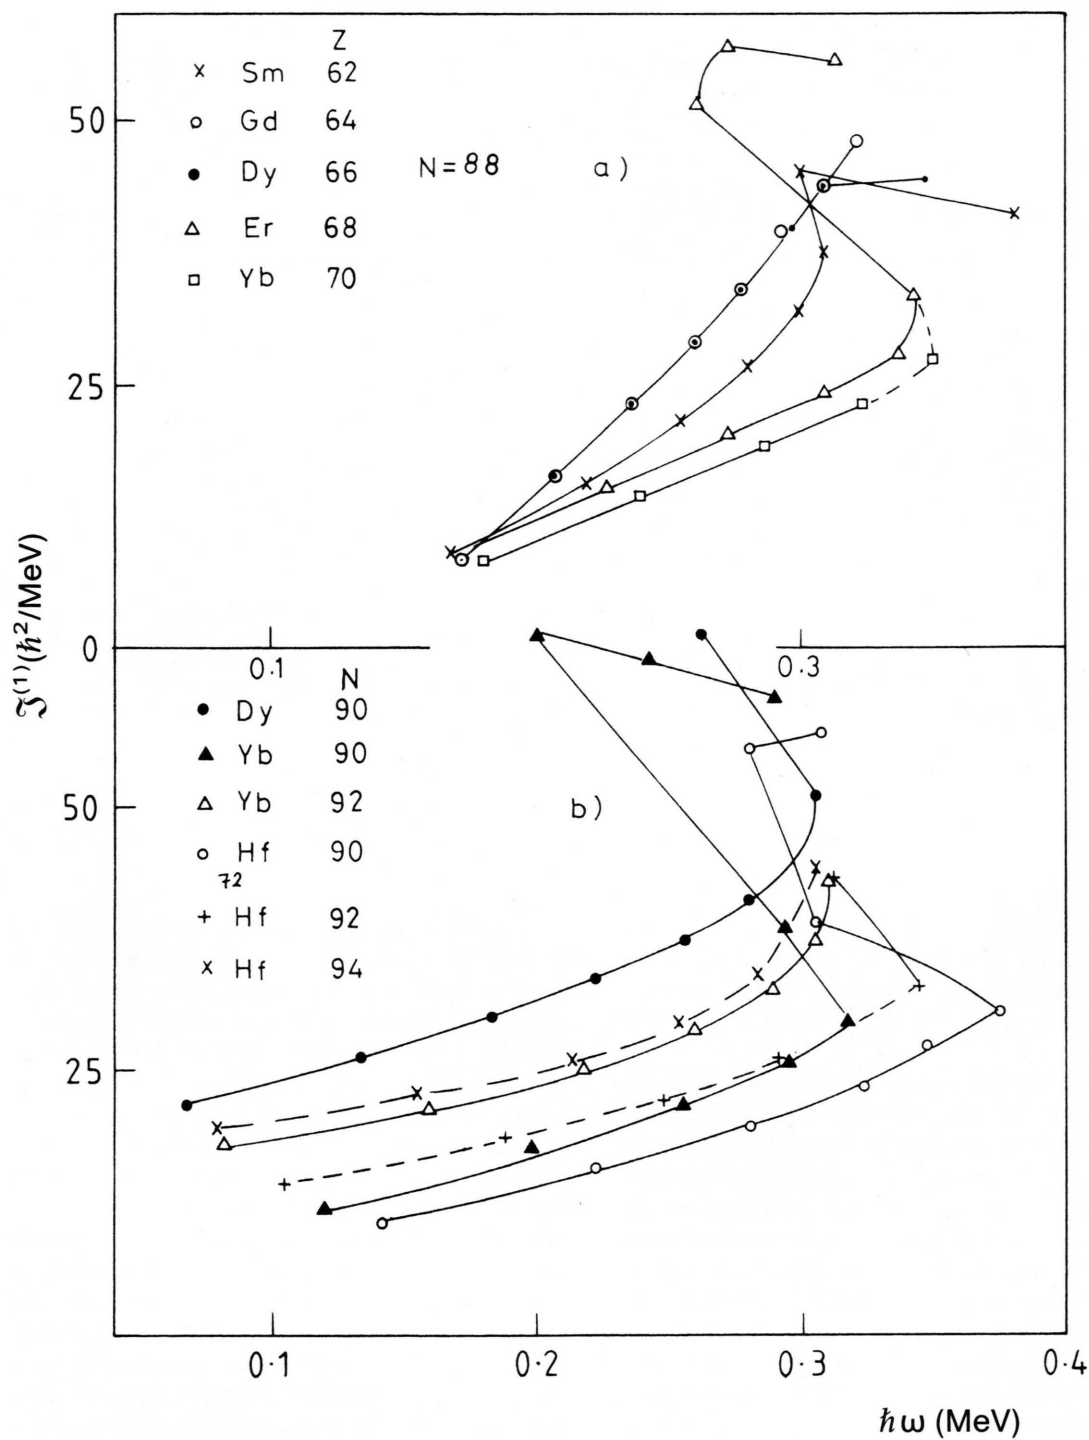 Z
Sm 62
50
Gd 64
Dy 66 N=88 a)
Er 68
Yb 70
25
ℑ⁽¹⁾(ℏ²/MeV)
0 0.1 0.3
N
Dy 90
Yb 90
Yb 92
50 b)
Hf 90
72
Hf 92
Hf 94
25
0.1 0.2 0.3 0.4
ℏω (MeV)